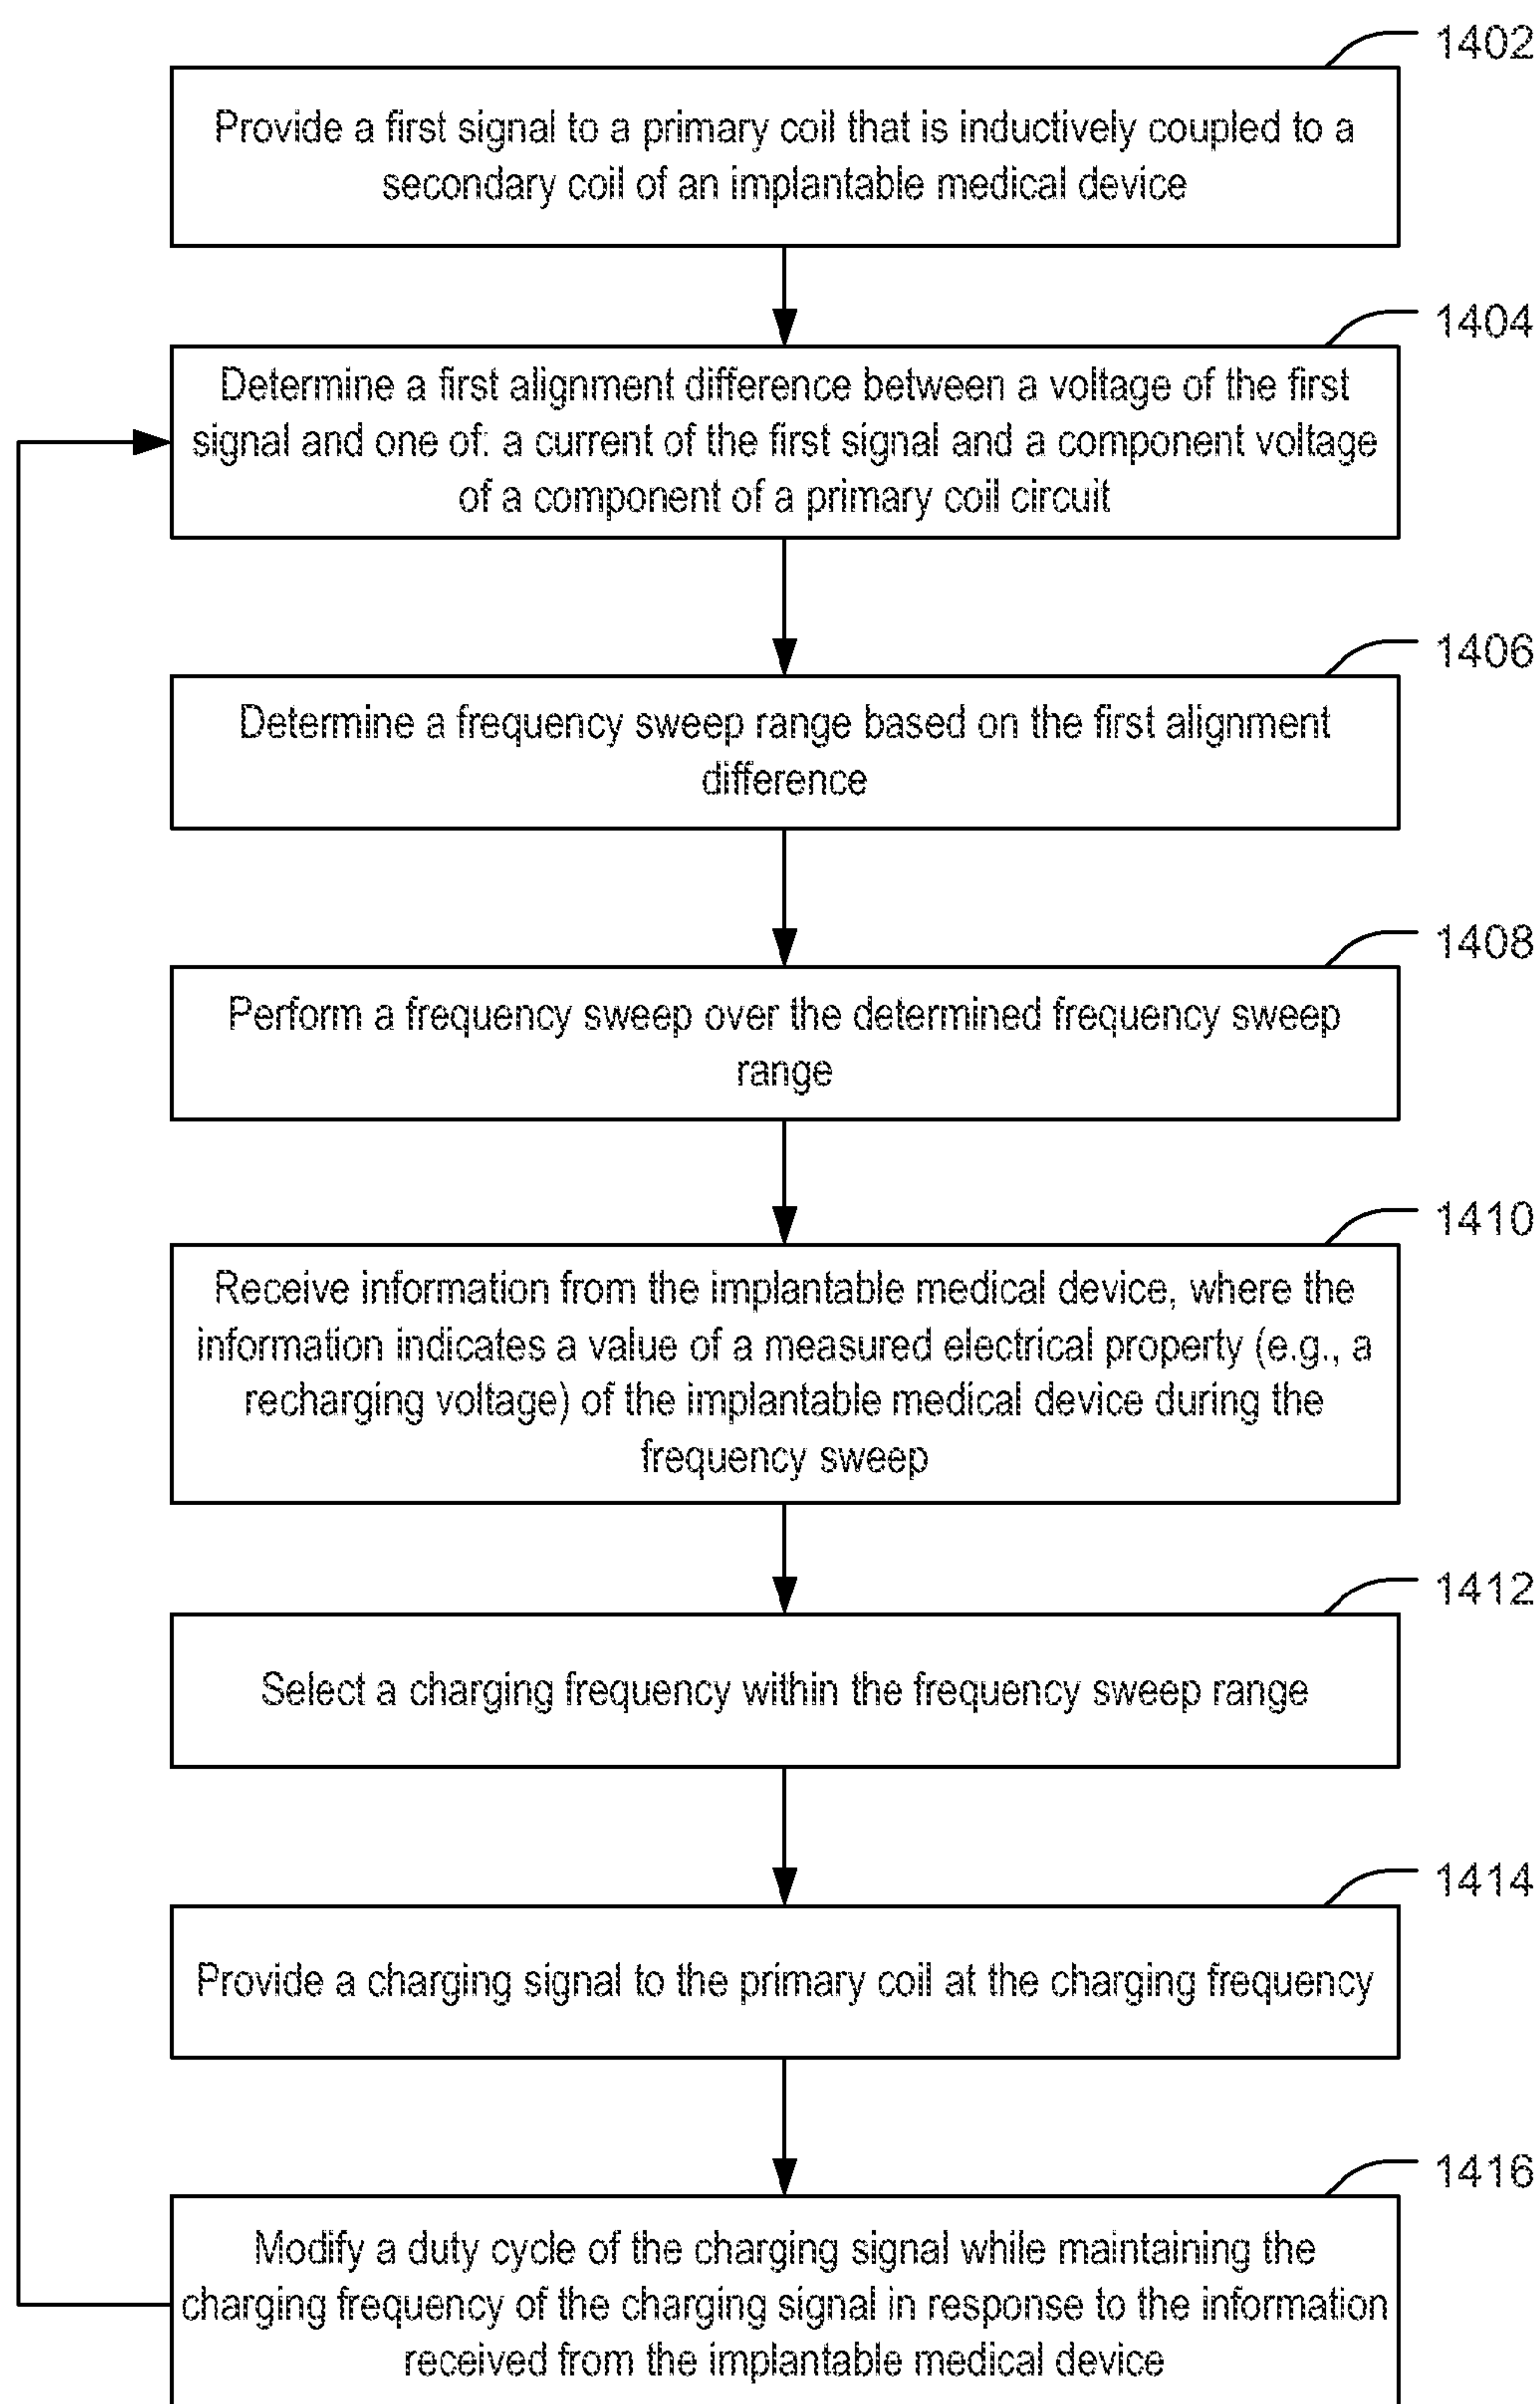 1402
Provide a first signal to a primary coil that is inductively coupled to a
secondary coil of an implantable medical device
1404
Determine a first alignment difference between a voltage of the first
signal and one of: a current of the first signal and a component voltage
of a component of a primary coil circuit
1406
Determine a frequency sweep range based on the first alignment
difference
1408
Perform a frequency sweep over the determined frequency sweep
range
1410
Receive information from the implantable medical device, where the
information indicates a value of a measured electrical property (e.g., a
recharging voltage) of the implantable medical device during the
frequency sweep
1412
Select a charging frequency within the frequency sweep range
1414
Provide a charging signal to the primary coil at the charging frequency
1416
Modify a duty cycle of the charging signal while maintaining the
charging frequency of the charging signal in response to the information
received from the implantable medical device